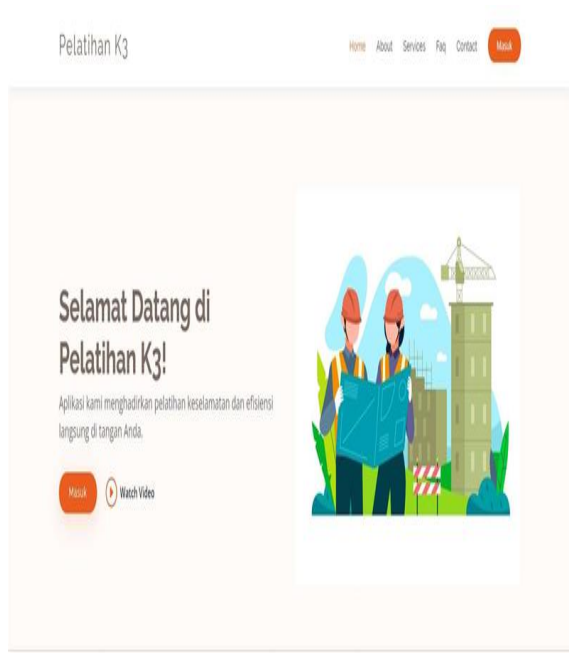 Pelatihan K3
Home About Services Faq Contact Masuk
Selamat Datang di
Pelatihan K3!
Aplikasi kami menghadirkan pelatihan keselamatan dan efisiensi
langsung di tangan Anda.
Masuk Watch Video